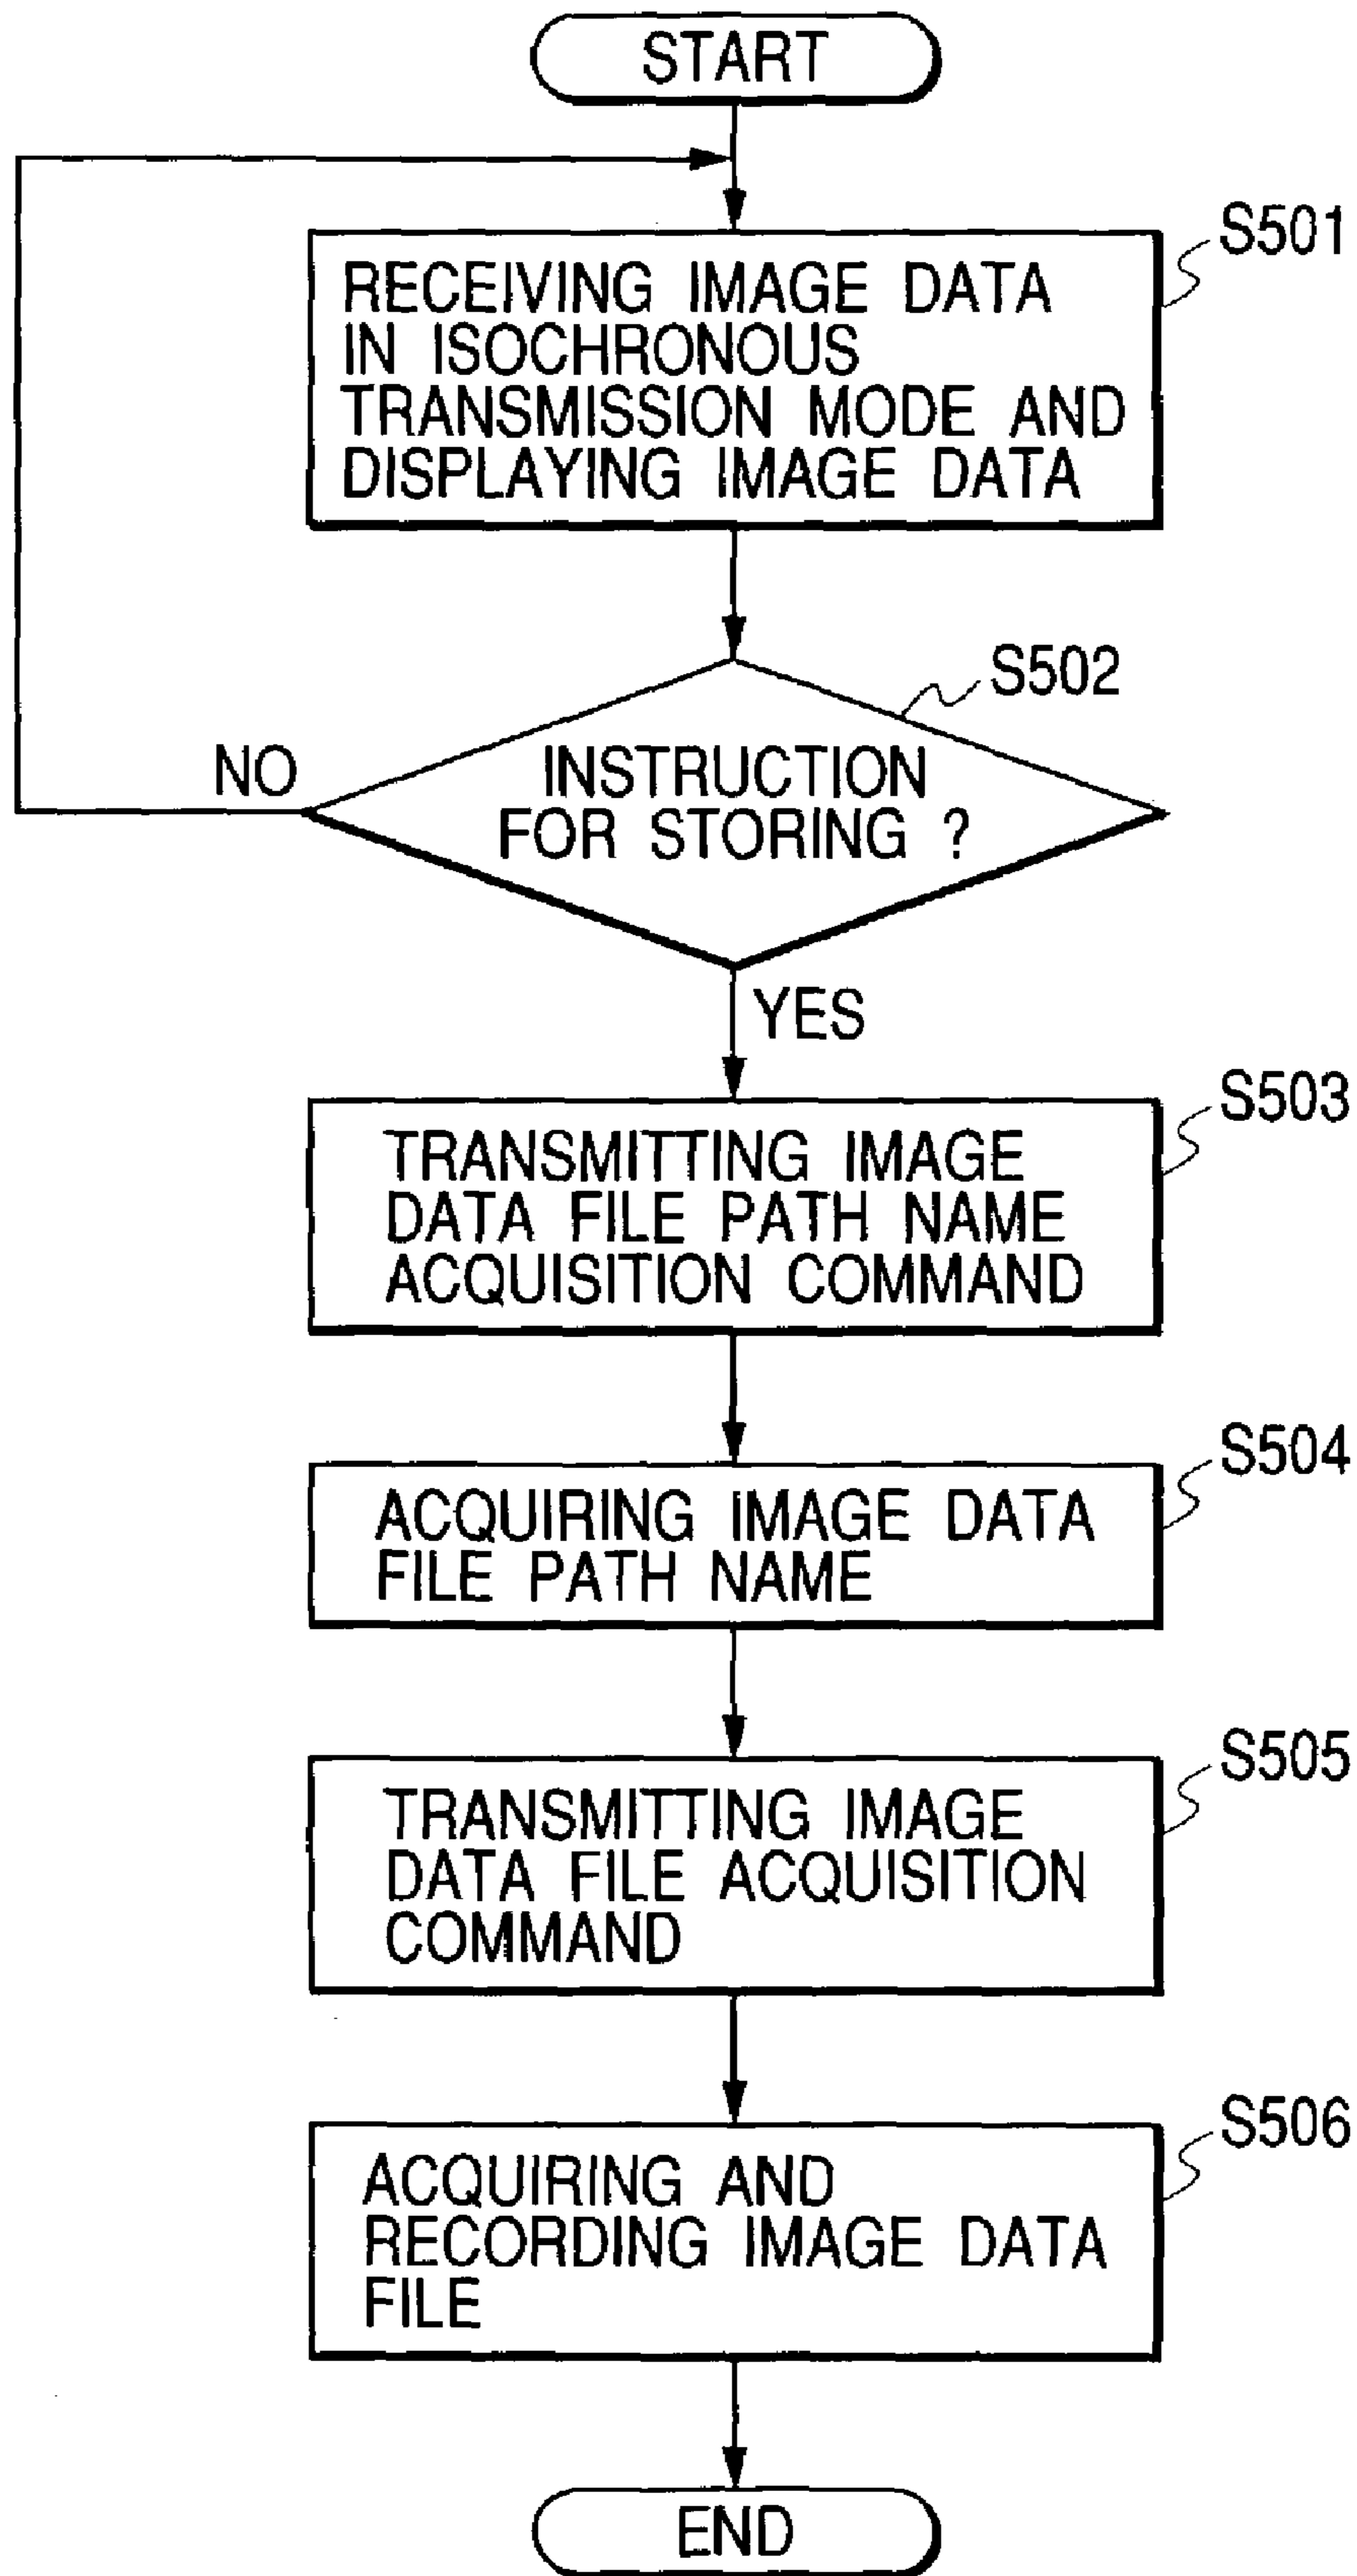 START
S501
RECEIVING IMAGE DATA
IN ISOCHRONOUS
TRANSMISSION MODE AND
DISPLAYING IMAGE DATA
S502
NO
INSTRUCTION
FOR STORING ?
YES
S503
TRANSMITTING IMAGE
DATA FILE PATH NAME
ACQUISITION COMMAND
S504
ACQUIRING IMAGE DATA
FILE PATH NAME
S505
TRANSMITTING IMAGE
DATA FILE ACQUISITION
COMMAND
S506
ACQUIRING AND
RECORDING IMAGE DATA
FILE
END